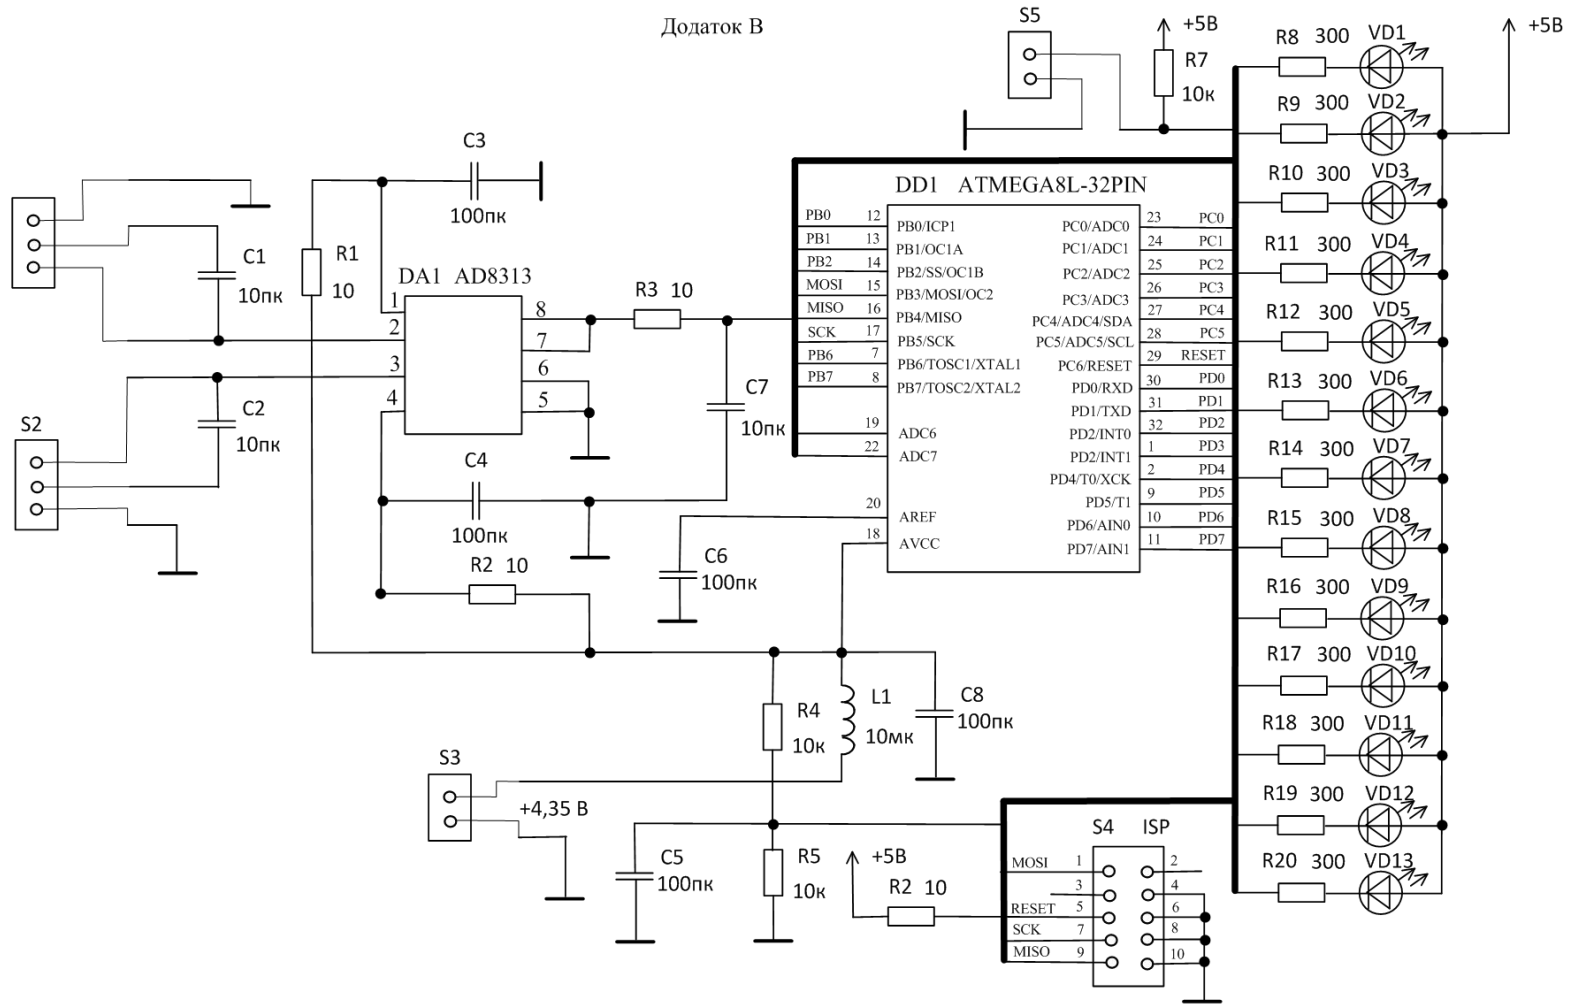 Додаток В
S5
+5В
R7
10к
+5В
R8 300 VD1
R9 300 VD2
R10 300 VD3
R11 300 VD4
R12 300 VD5
R13 300 VD6
R14 300 VD7
R15 300 VD8
R16 300 VD9
R17 300 VD10
R18 300 VD11
R19 300 VD12
R20 300 VD13
C3
100пк
C1
10пк
R1
10
DA1 AD8313
1
2
3
4
8
7
6
5
R3 10
C7
10пк
S2
C2
10пк
C4
100пк
R2 10
C6
100пк
DD1 ATMEGA8L-32PIN
PB0 12 PB0/ICP1
PB1 13 PB1/OC1A
PB2 14 PB2/SS/OC1B
MOSI 15 PB3/MOSI/OC2
MISO 16 PB4/MISO
SCK 17 PB5/SCK
PB6 7 PB6/TOSC1/XTAL1
PB7 8 PB7/TOSC2/XTAL2
19 ADC6
22 ADC7
20 AREF
18 AVCC
PC0/ADC0 23 PC0
PC1/ADC1 24 PC1
PC2/ADC2 25 PC2
PC3/ADC3 26 PC3
PC4/ADC4/SDA 27 PC4
PC5/ADC5/SCL 28 PC5
PC6/RESET 29 RESET
PD0/RXD 30 PD0
PD1/TXD 31 PD1
PD2/INT0 32 PD2
PD2/INT1 1 PD3
PD4/T0/XCK 2 PD4
PD5/T1 9 PD5
PD6/AIN0 10 PD6
PD7/AIN1 11 PD7
R4
10к
L1
10мк
C8
100пк
S3
+4,35 В
C5
100пк
R5
10к
+5В
R2 10
S4 ISP
MOSI 1 2
3 4
RESET 5 6
SCK 7 8
MISO 9 10